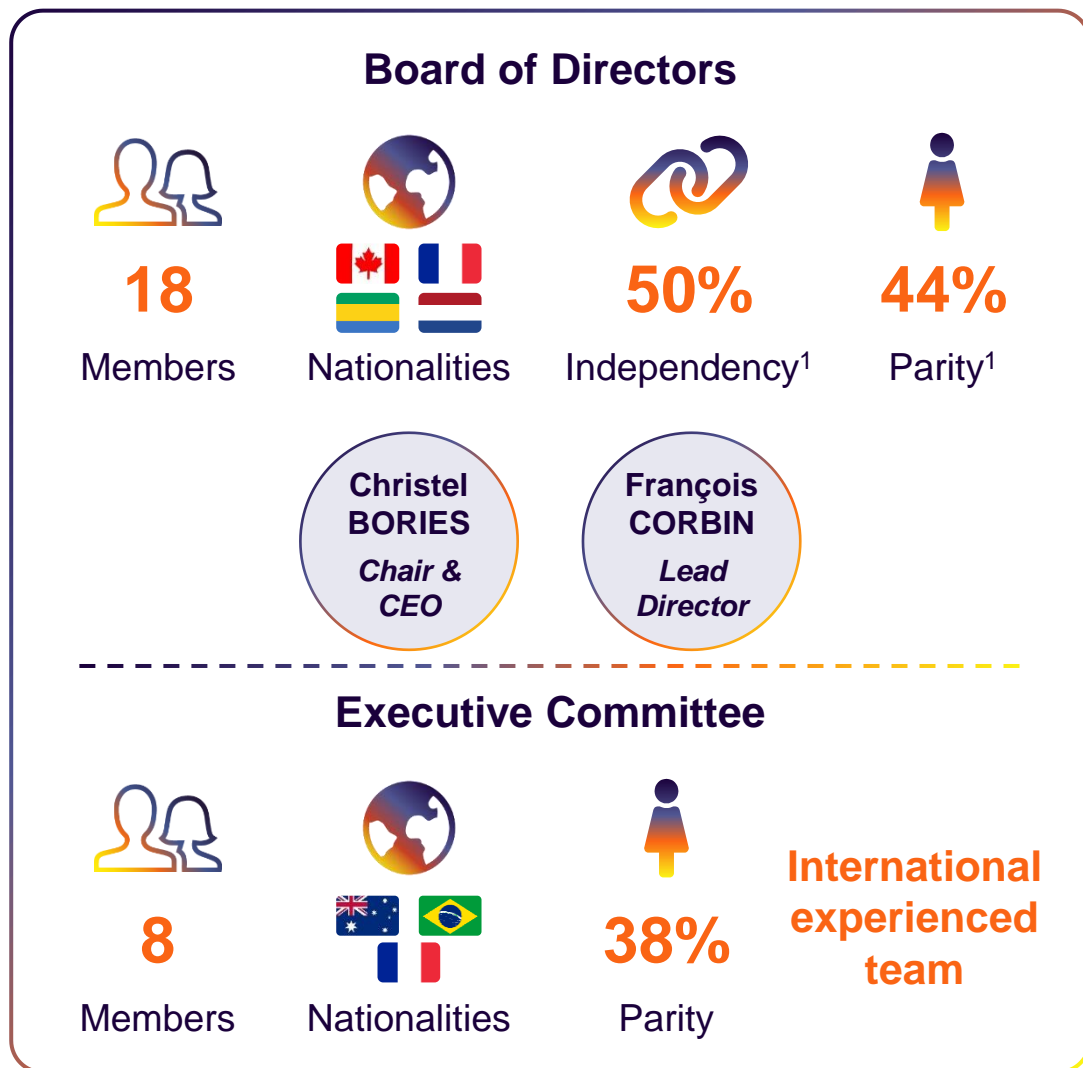 Board of Directors
18
50%
44%
Members
Nationalities
Independency¹
Parity¹
Christel
BORIES
Chair &
CEO
François
CORBIN
Lead
Director
Executive Committee
8
38%
International
experienced
team
Members
Nationalities
Parity